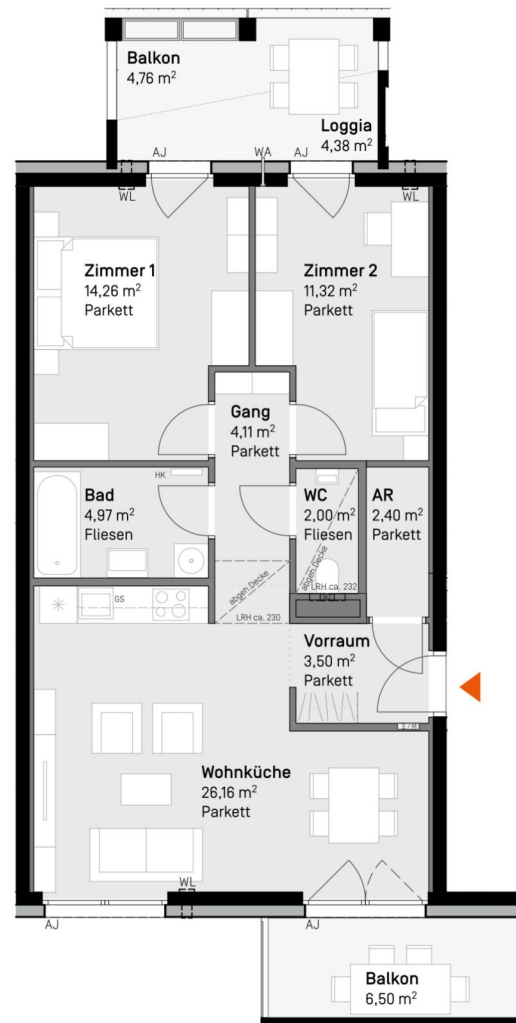 Balkon
4,76 m²
Loggia
4,38 m²
AJ
WA
AJ
WL
WL
Zimmer 1
14,26 m²
Parkett
Zimmer 2
11,32 m²
Parkett
Gang
4,11 m²
Parkett
HK
Bad
4,97 m²
Fliesen
WC
2,00 m²
Fliesen
AR
2,40 m²
Parkett
abgeh. Decke
abgeh. Decke
LRH ca. 232
GS
LRH ca. 230
Vorraum
3,50 m²
Parkett
Wohnküche
26,16 m²
Parkett
WL
AJ
AJ
Balkon
6,50 m²